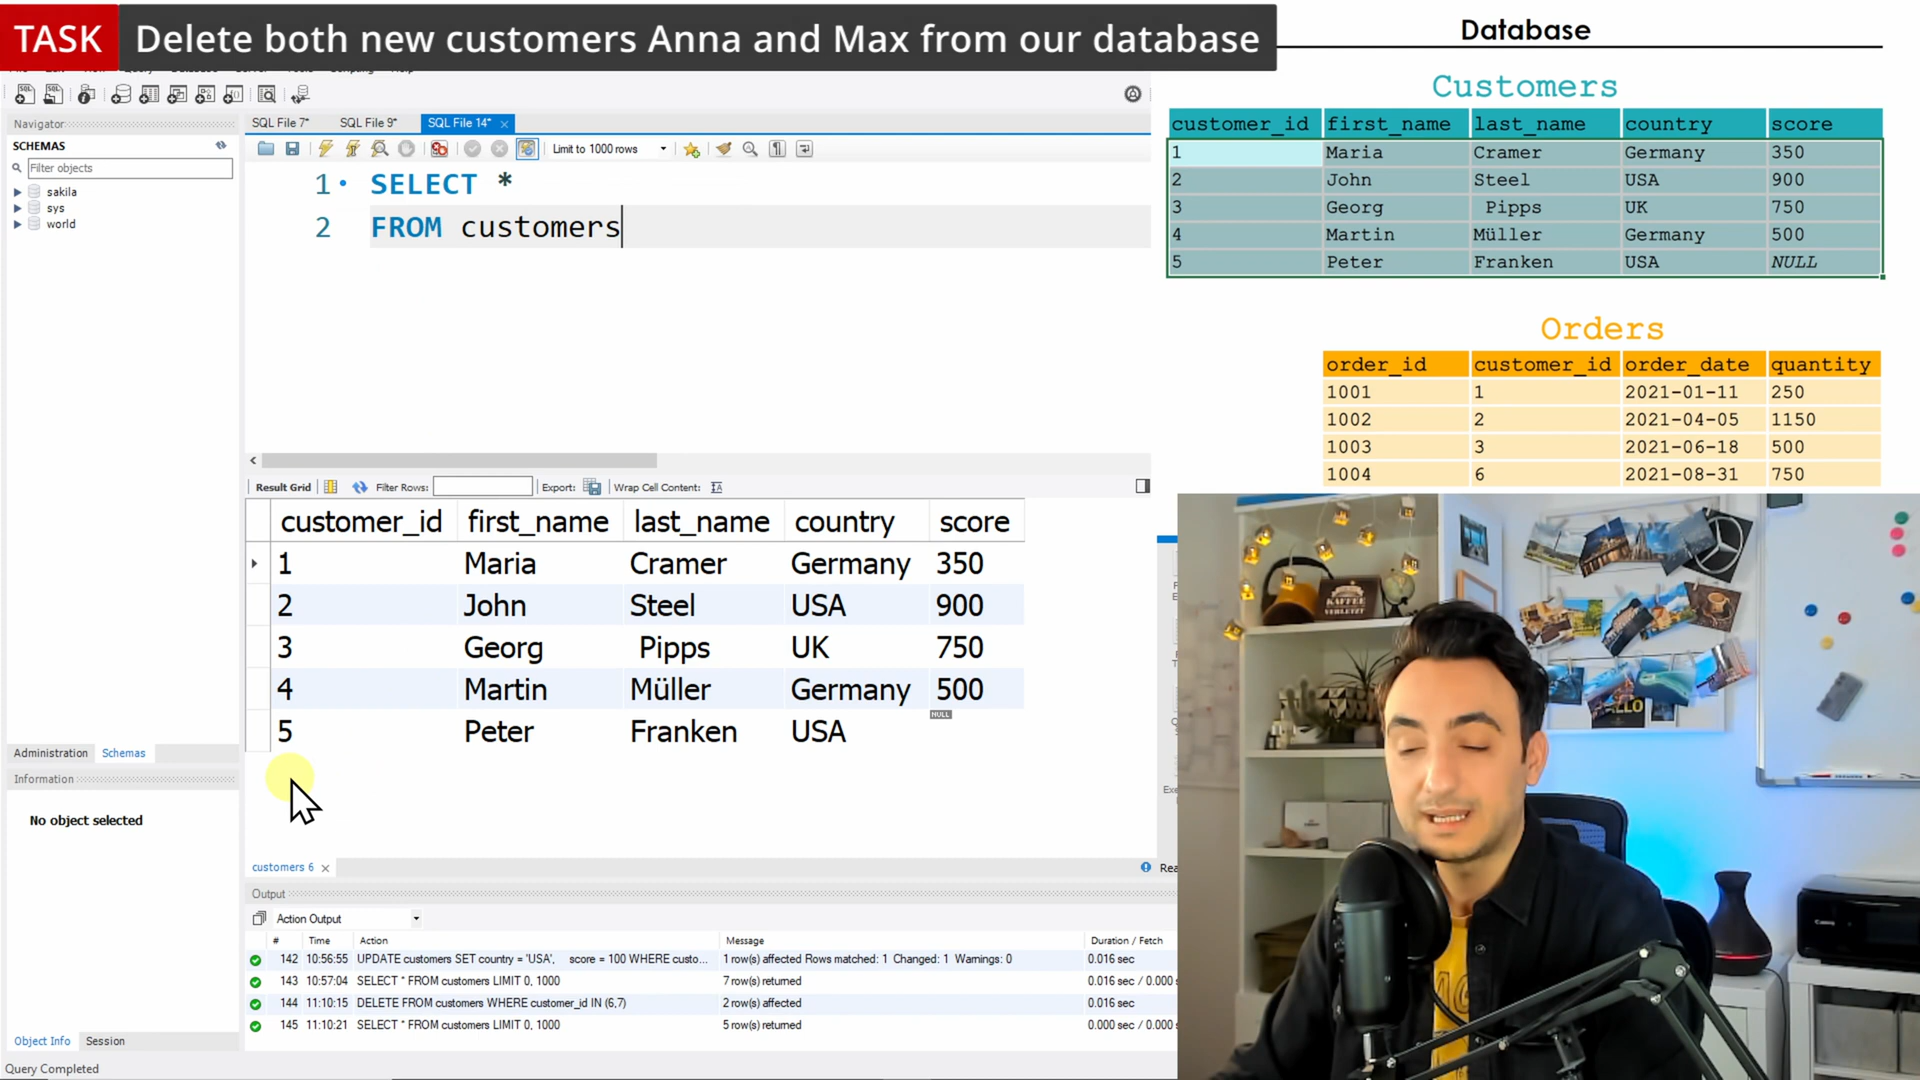 TASK Delete both new customers Anna and Max from our database
Database
Navigator
SCHEMAS
Filter objects
sakila
sys
world
Administration Schemas
Information
No object selected
Object Info Session
Query Completed
SQL File 7* SQL File 9* SQL File 14*
Limit to 1000 rows
1 SELECT *
2 FROM customers
Result Grid Filter Rows: Export: Wrap Cell Content:
customer_id first_name last_name country score
1 Maria Cramer Germany 350
2 John Steel USA 900
3 Georg Pipps UK 750
4 Martin Müller Germany 500
5 Peter Franken USA NULL
customers 6
Output
Action Output
# Time Action Message Duration / Fetch
142 10:56:55 UPDATE customers SET country = 'USA', score = 100 WHERE custo... 1 row(s) affected Rows matched: 1 Changed: 1 Warnings: 0 0.016 sec
143 10:57:04 SELECT * FROM customers LIMIT 0, 1000 7 row(s) returned 0.016 sec / 0.000
144 11:10:15 DELETE FROM customers WHERE customer_id IN (6,7) 2 row(s) affected 0.016 sec
145 11:10:21 SELECT * FROM customers LIMIT 0, 1000 5 row(s) returned 0.000 sec / 0.000
Customers
customer_id first_name last_name country score
1 Maria Cramer Germany 350
2 John Steel USA 900
3 Georg Pipps UK 750
4 Martin Müller Germany 500
5 Peter Franken USA NULL
Orders
order_id customer_id order_date quantity
1001 1 2021-01-11 250
1002 2 2021-04-05 1150
1003 3 2021-06-18 500
1004 6 2021-08-31 750
KAFFEE
Canon